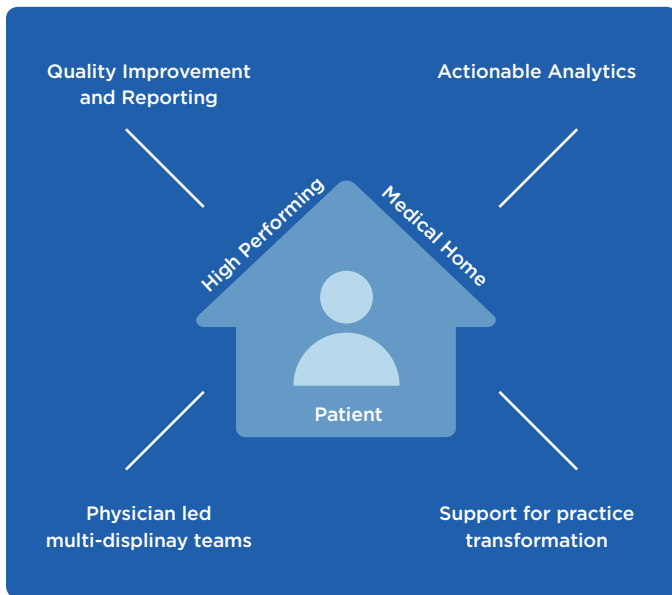 Quality Improvement
and Reporting
Actionable Analytics
High Performing
Medical Home
Patient
Physician led
multi-displinay teams
Support for practice
transformation